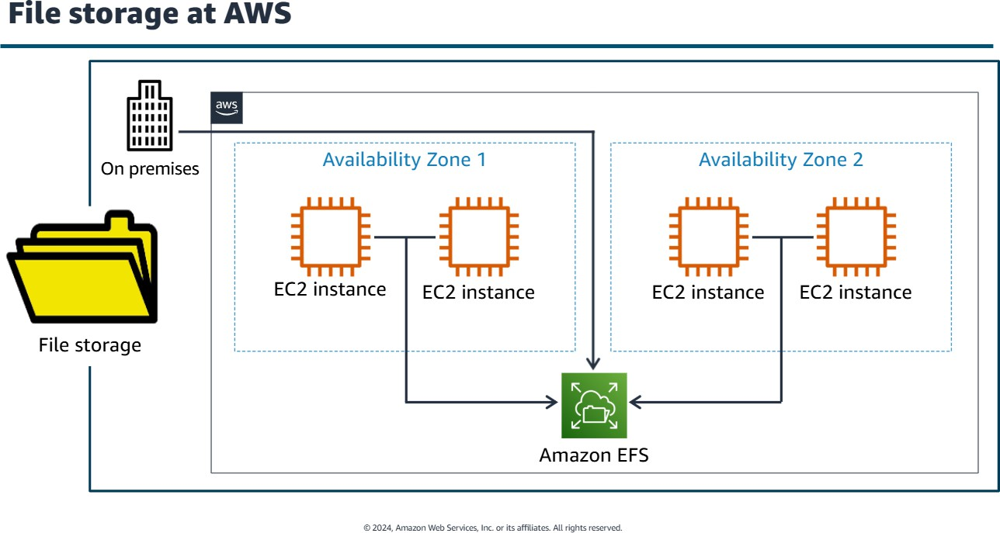 File storage at AWS
aws
On premises
Availability Zone 1
Availability Zone 2
EC2 instance
EC2 instance
EC2 instance
EC2 instance
File storage
Amazon EFS
© 2024, Amazon Web Services, Inc. or its affiliates. All rights reserved.